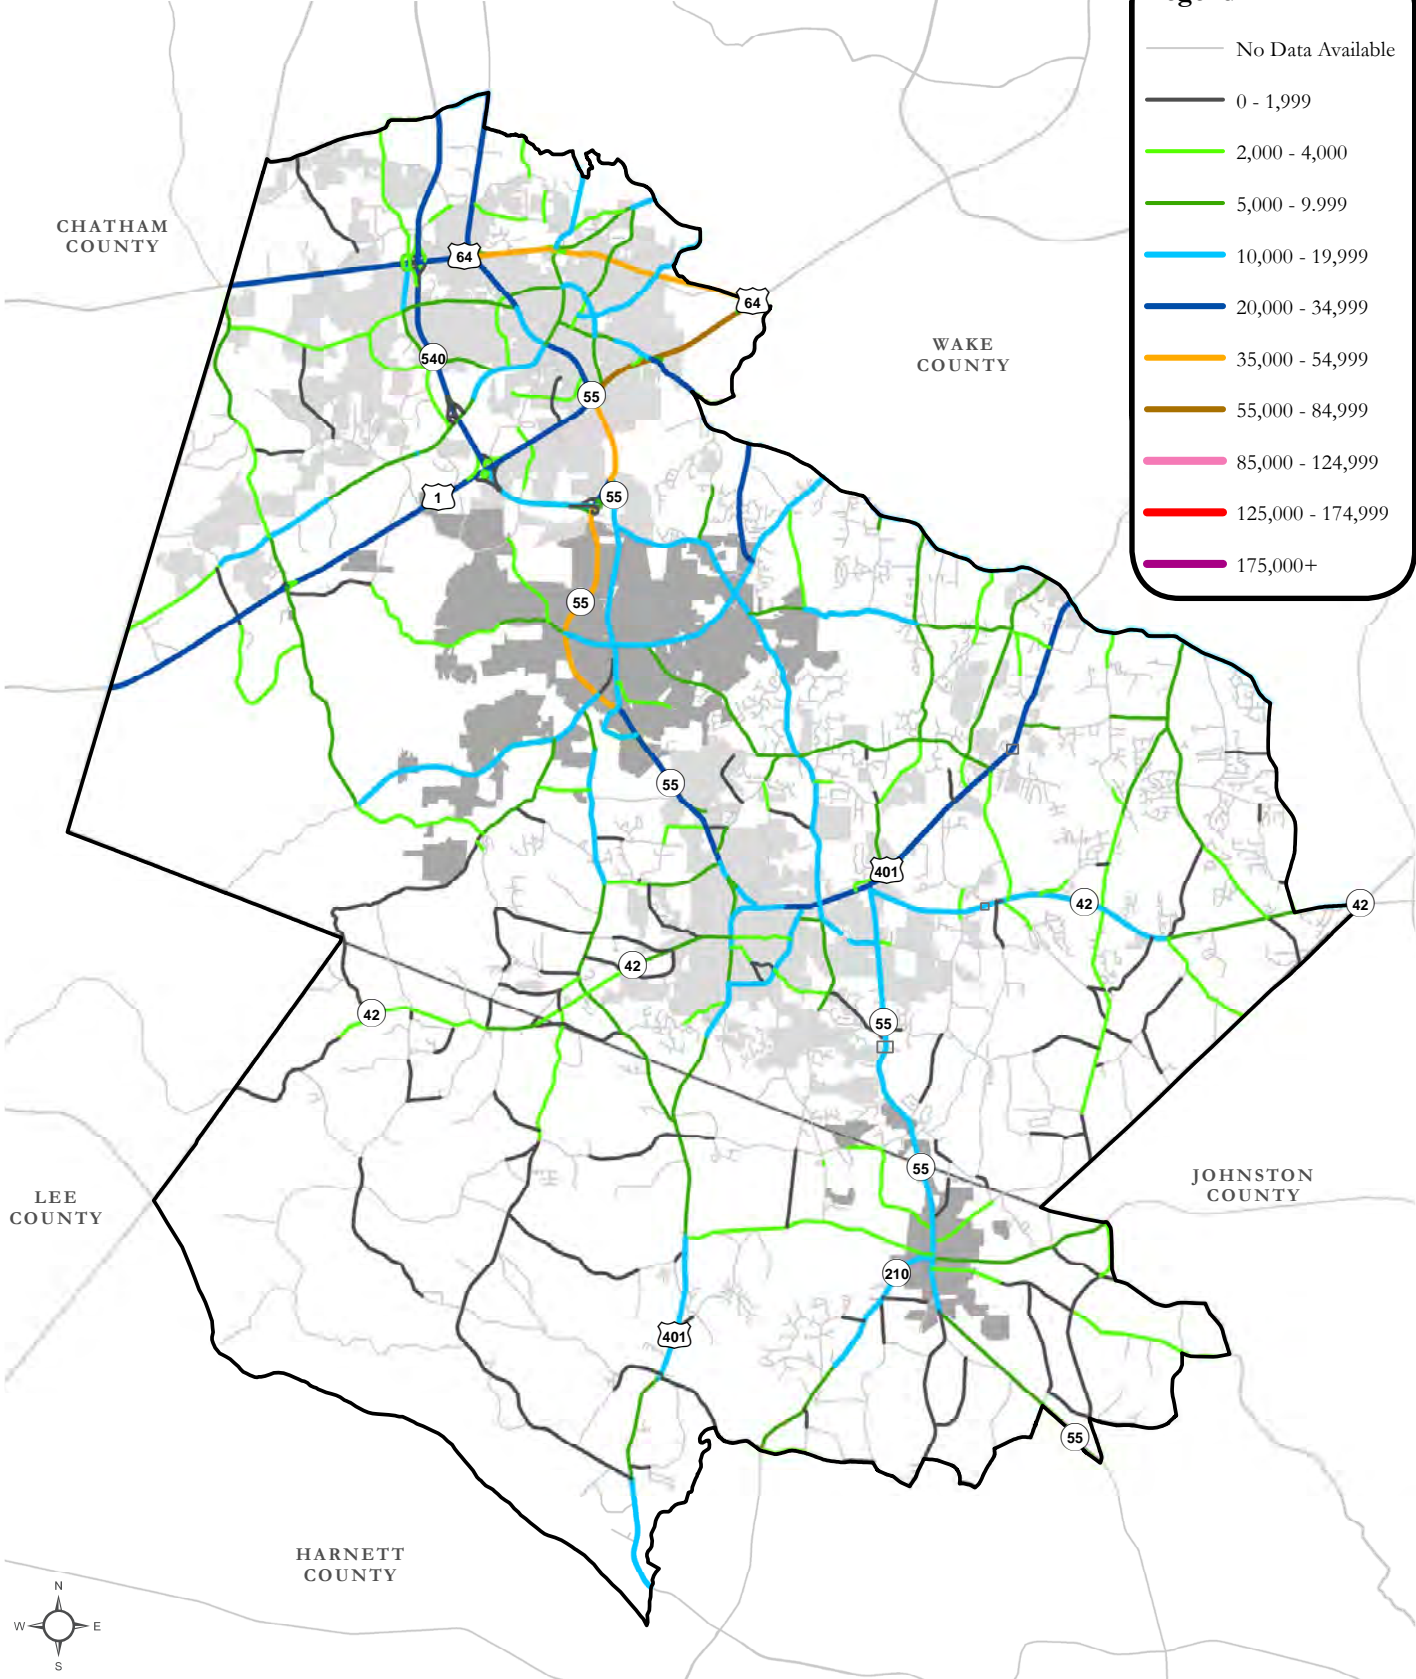 No Data Available
0 - 1,999
2,000 - 4,000
5,000 - 9.999
10,000 - 19,999
20,000 - 34,999
35,000 - 54,999
55,000 - 84,999
85,000 - 124,999
125,000 - 174,999
175,000+
CHATHAM
COUNTY
64
64
WAKE
COUNTY
540
55
1
55
55
55
401
42
42
42
42
55
55
JOHNSTON
COUNTY
LEE
COUNTY
210
401
55
HARNETT
COUNTY
N
W
E
S